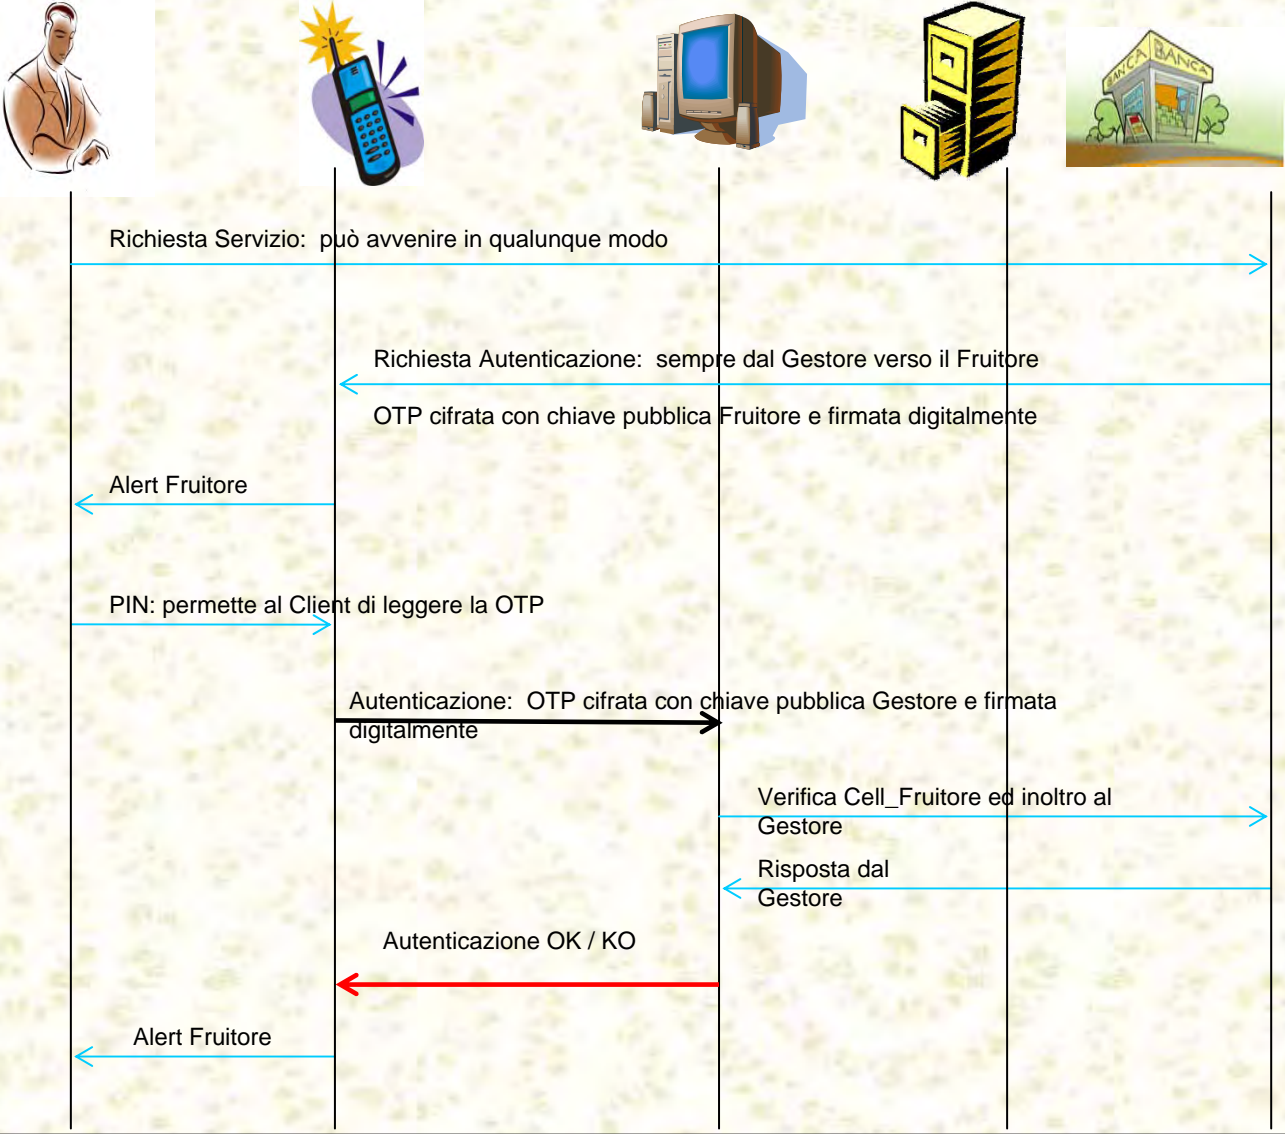 BANCA
BANCA
Richiesta Servizio: può avvenire in qualunque modo
Richiesta Autenticazione: sempre dal Gestore verso il Fruitore
OTP cifrata con chiave pubblica Fruitore e firmata digitalmente
Alert Fruitore
PIN: permette al Client di leggere la OTP
Autenticazione: OTP cifrata con chiave pubblica Gestore e firmata
digitalmente
Verifica Cell_Fruitore ed inoltro al
Gestore
Risposta dal
Gestore
Autenticazione OK / KO
Alert Fruitore